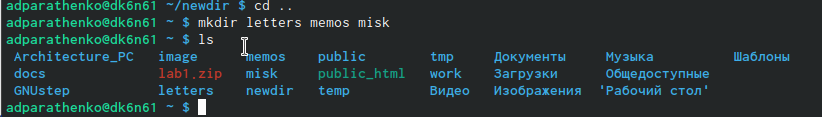 adparathenko@dk6n61 ~/newdir $ cd ..
adparathenko@dk6n61 ~ $ mkdir letters memos misk
adparathenko@dk6n61 ~ $ ls
Architecture_PC image memos public tmp Документы Музыка Шаблоны
docs lab1.zip misk public_html work Загрузки Общедоступные
GNUstep letters newdir temp Видео Изображения 'Рабочий стол'
adparathenko@dk6n61 ~ $